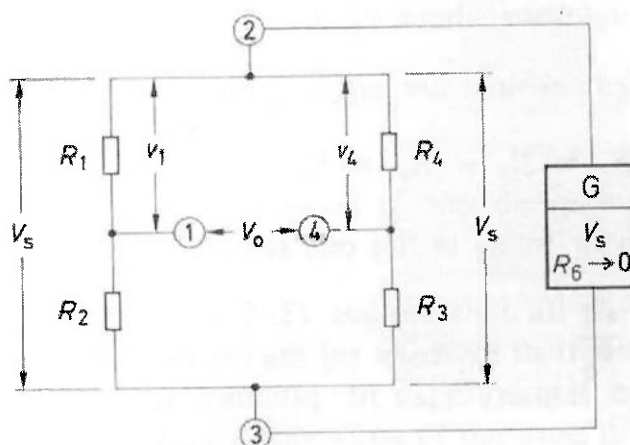 2
R₁
v₁
v₄
R₄
G
Vₛ
1
Vₒ
4
Vₛ
Vₛ
R₆ → 0
R₂
R₃
3